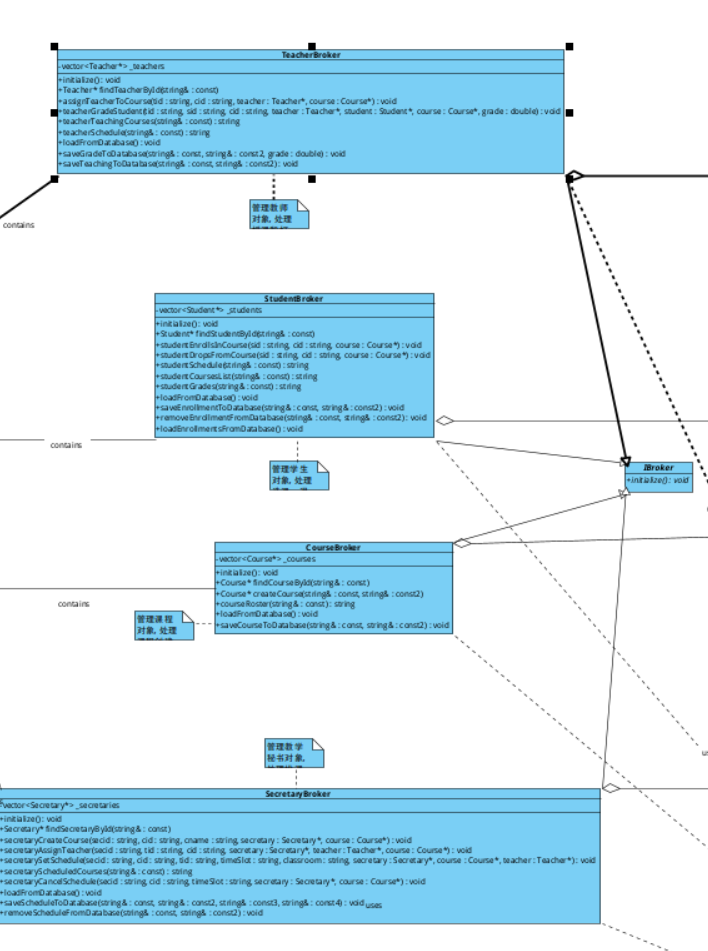 TeacherBroker
-vector<Teacher*> _teachers
+initialize() : void
+Teacher* findTeacherById(string& : const)
+assignTeacherToCourse(tid : string, cid : string, teacher : Teacher*, course : Course*) : void
+teacherGradeStudent(tid : string, sid : string, cid : string, teacher : Teacher*, student : Student*, course : Course*, grade : double) : void
+teacherTeachingCourses(string& : const) : string
+teacherSchedule(string& : const) : string
+loadFromDatabase() : void
+saveGradeToDatabase(string& : const, string& : const2, grade : double) : void
+saveTeachingToDatabase(string& : const, string& : const2) : void
管理教师
对象, 处理
contains
StudentBroker
-vector<Student*> _students
+initialize() : void
+Student* findStudentById(string& : const)
+studentEnrollsInCourse(sid : string, cid : string, course : Course*) : void
+studentDropsFromCourse(sid : string, cid : string, course : Course*) : void
+studentSchedule(string& : const) : string
+studentCoursesList(string& : const) : string
+studentGrades(string& : const) : string
+loadFromDatabase() : void
+saveEnrollmentToDatabase(string& : const, string& : const2) : void
+removeEnrollmentFromDatabase(string& : const, string& : const2) : void
+loadEnrollmentsFromDatabase() : void
contains
管理学生
对象, 处理
IBroker
+initialize() : void
CourseBroker
-vector<Course*> _courses
+initialize() : void
+Course* findCourseById(string& : const)
+Course* createCourse(string& : const, string& : const2)
+courseRoster(string& : const) : string
+loadFromDatabase() : void
+saveCourseToDatabase(string& : const, string& : const2) : void
contains
管理课程
对象, 处理
管理教学
秘书对象,
SecretaryBroker
-vector<Secretary*> _secretaries
+initialize() : void
+Secretary* findSecretaryById(string& : const)
+secretaryCreateCourse(secid : string, cid : string, cname : string, secretary : Secretary*, course : Course*) : void
+secretaryAssignTeacher(secid : string, tid : string, cid : string, secretary : Secretary*, teacher : Teacher*, course : Course*) : void
+secretarySetSchedule(secid : string, cid : string, tid : string, timeSlot : string, classroom : string, secretary : Secretary*, course : Course*, teacher : Teacher*) : void
+secretaryScheduledCourses(string& : const) : string
+secretaryCancelSchedule(secid : string, cid : string, timeSlot : string, secretary : Secretary*, course : Course*) : void
+loadFromDatabase() : void
+saveScheduleToDatabase(string& : const, string& : const2, string& : const3, string& : const4) : void
uses
+removeScheduleFromDatabase(string& : const, string& : const2) : void